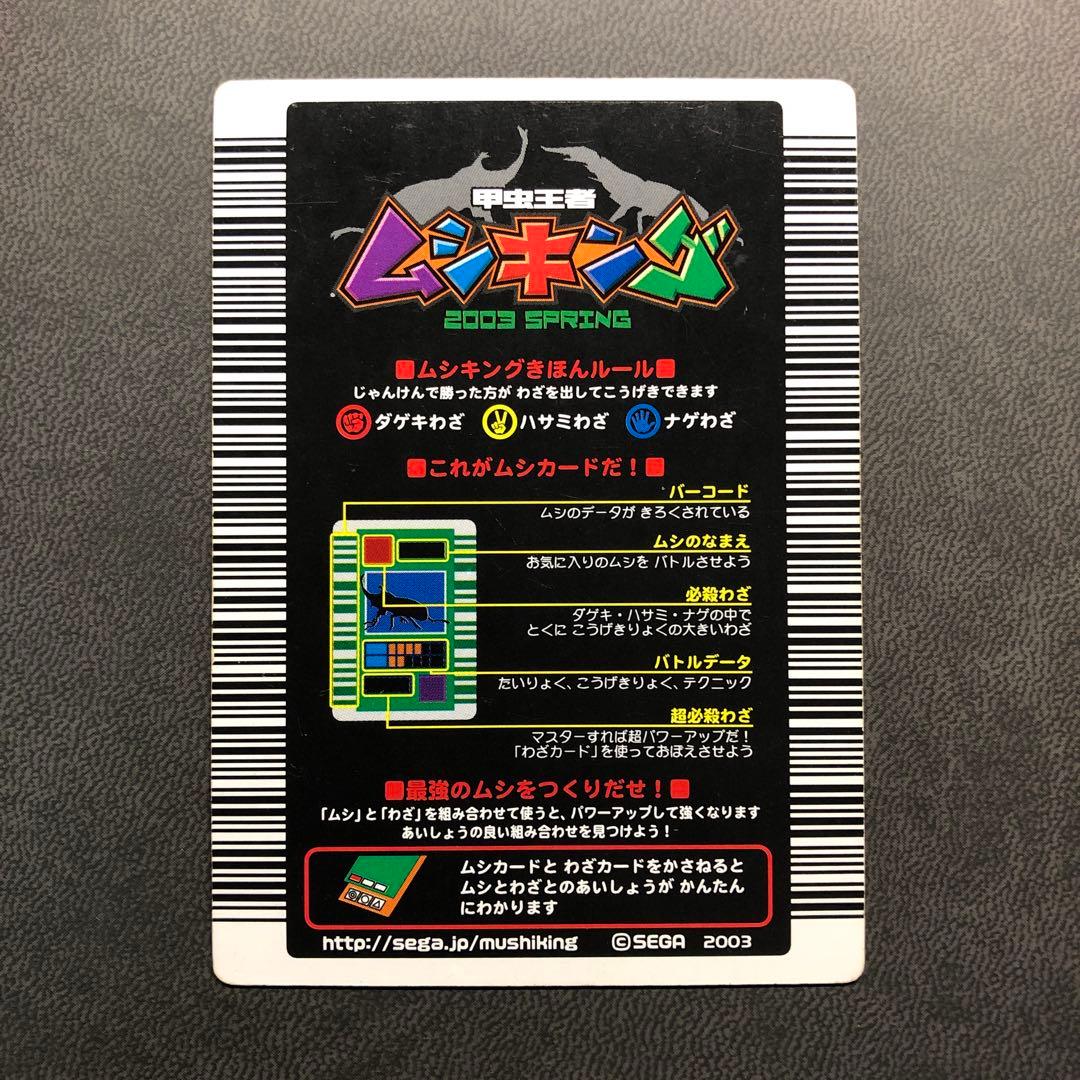 甲虫王者
ムシキング
2003 SPRING
■ムシキングきほんルール■
じゃんけんで勝った方が わざを出してこうげきできます
ダゲキわざ ハサミわざ ナゲわざ
■これがムシカードだ！■
バーコード
ムシのデータが きろくされている
ムシのなまえ
お気に入りのムシを バトルさせよう
必殺わざ
ダゲキ・ハサミ・ナゲの中で
とくに こうげきりょくの大きいわざ
バトルデータ
たいりょく、こうげきりょく、テクニック
超必殺わざ
マスターすれば超パワーアップだ！
「わざカード」を使っておぼえさせよう
■最強のムシをつくりだせ！■
「ムシ」と「わざ」を組み合わせて使うと、パワーアップして強くなります
あいしょうの良い組み合わせを見つけよう！
ムシカードと わざカードをかさねると
ムシとわざとのあいしょうが かんたん
にわかります
http://sega.jp/mushiking ©SEGA 2003